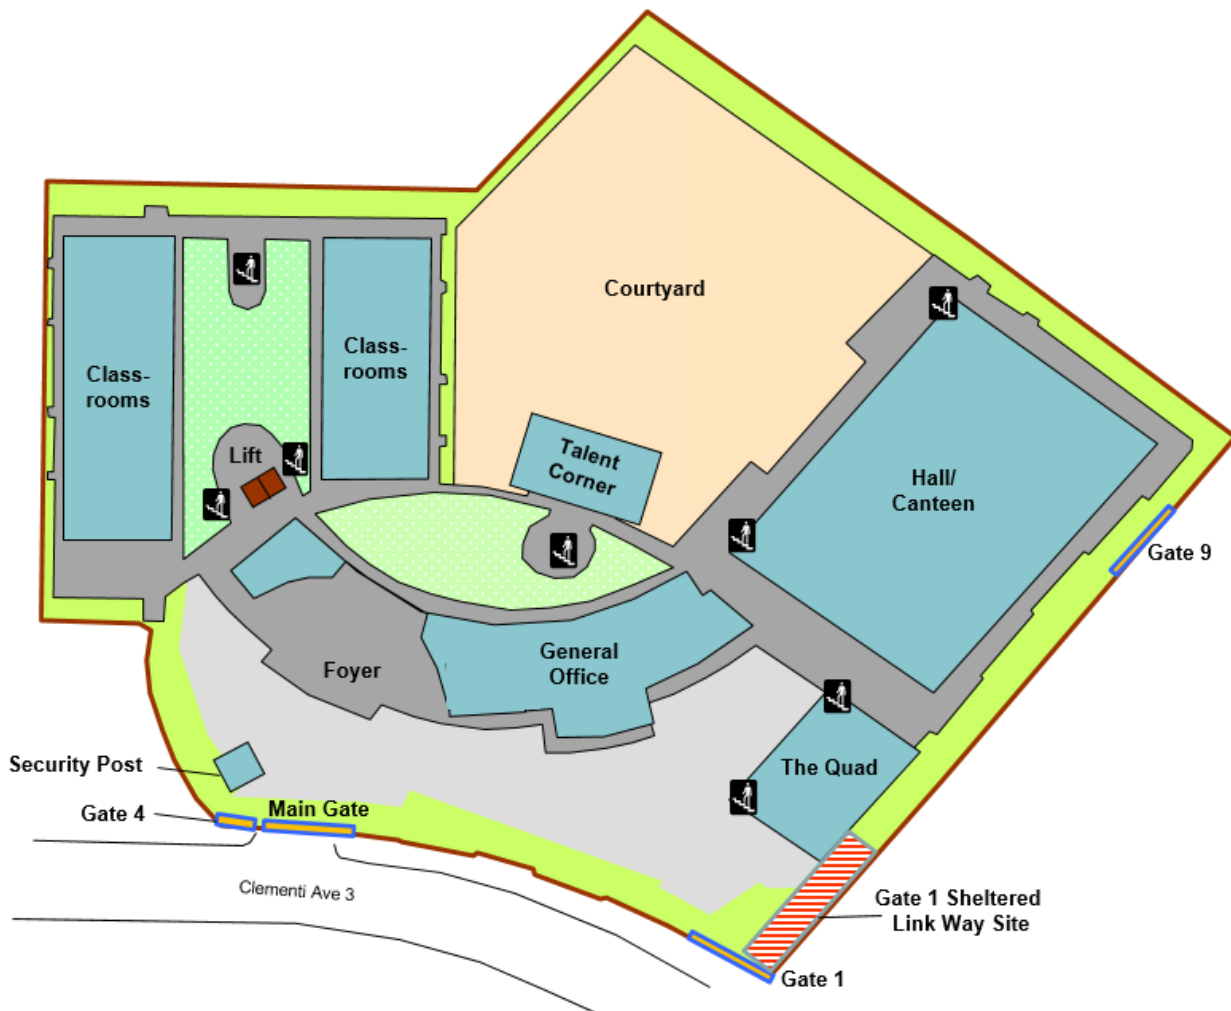 Courtyard
Class-
rooms
Class-
rooms
Talent
Corner
Lift
Hall/
Canteen
Gate 9
General
Office
Foyer
The Quad
Security Post
Gate 4
Main Gate
Clementi Ave 3
Gate 1 Sheltered
Link Way Site
Gate 1